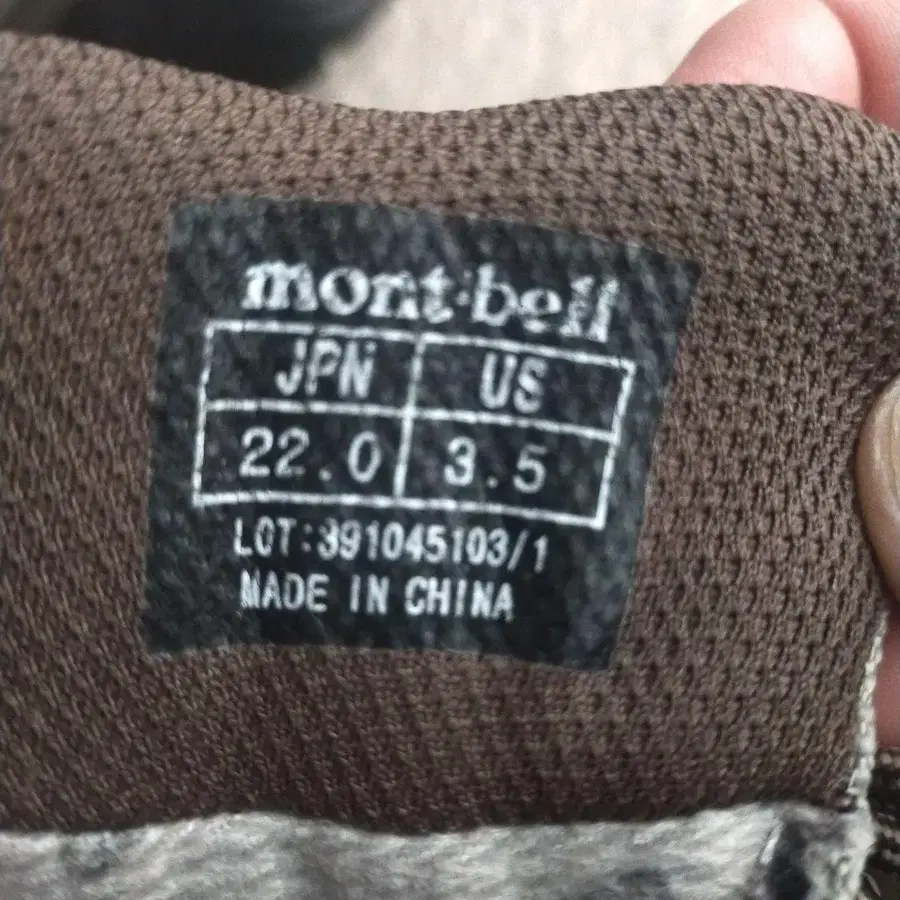 mont-bell
JPN US
22.0 3.5
LOT:391045103/1
MADE IN CHINA